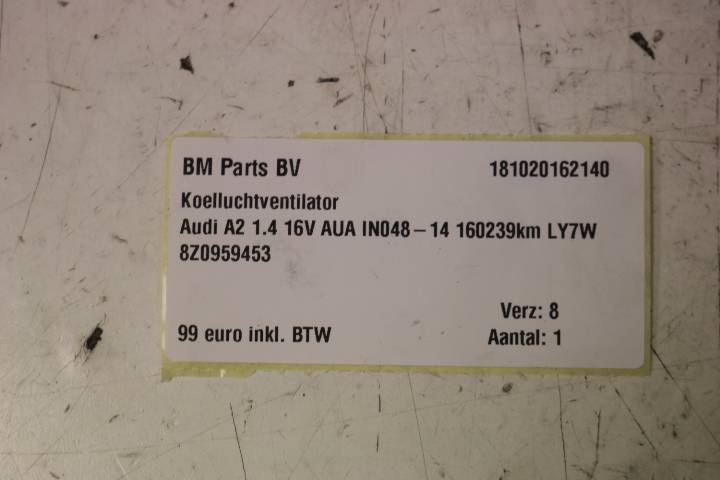 BM Parts BV 181020162140
Koelluchtventilator
Audi A2 1.4 16V AUA IN048-14 160239km LY7W
8Z0959453
Verz: 8
99 euro inkl. BTW Aantal: 1